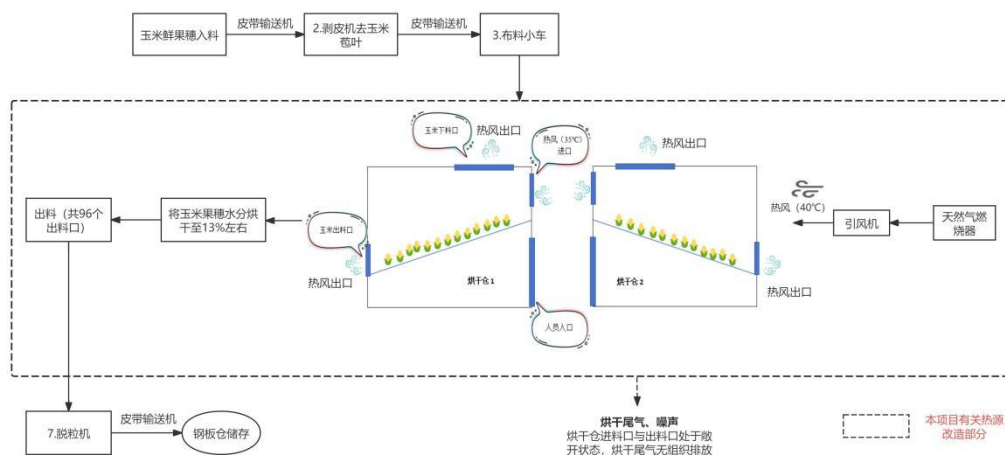 玉米鲜果穗入料
皮带输送机
2.剥皮机去玉米
苞叶
皮带输送机
3.布料小车
玉米下料口
热风出口
热风（35℃）
进口
热风出口
出料（共96个
出料口）
将玉米果穗水分烘
干至13%左右
玉米出料口
热风出口
烘干仓 1
人员入口
烘干仓 2
热风出口
热风（40℃）
引风机
天然气燃
烧器
7.脱粒机
皮带输送机
钢板仓储存
烘干尾气、噪声
烘干仓进料口与出料口处于敞
开状态，烘干尾气无组织排放
本项目有关热源
改造部分